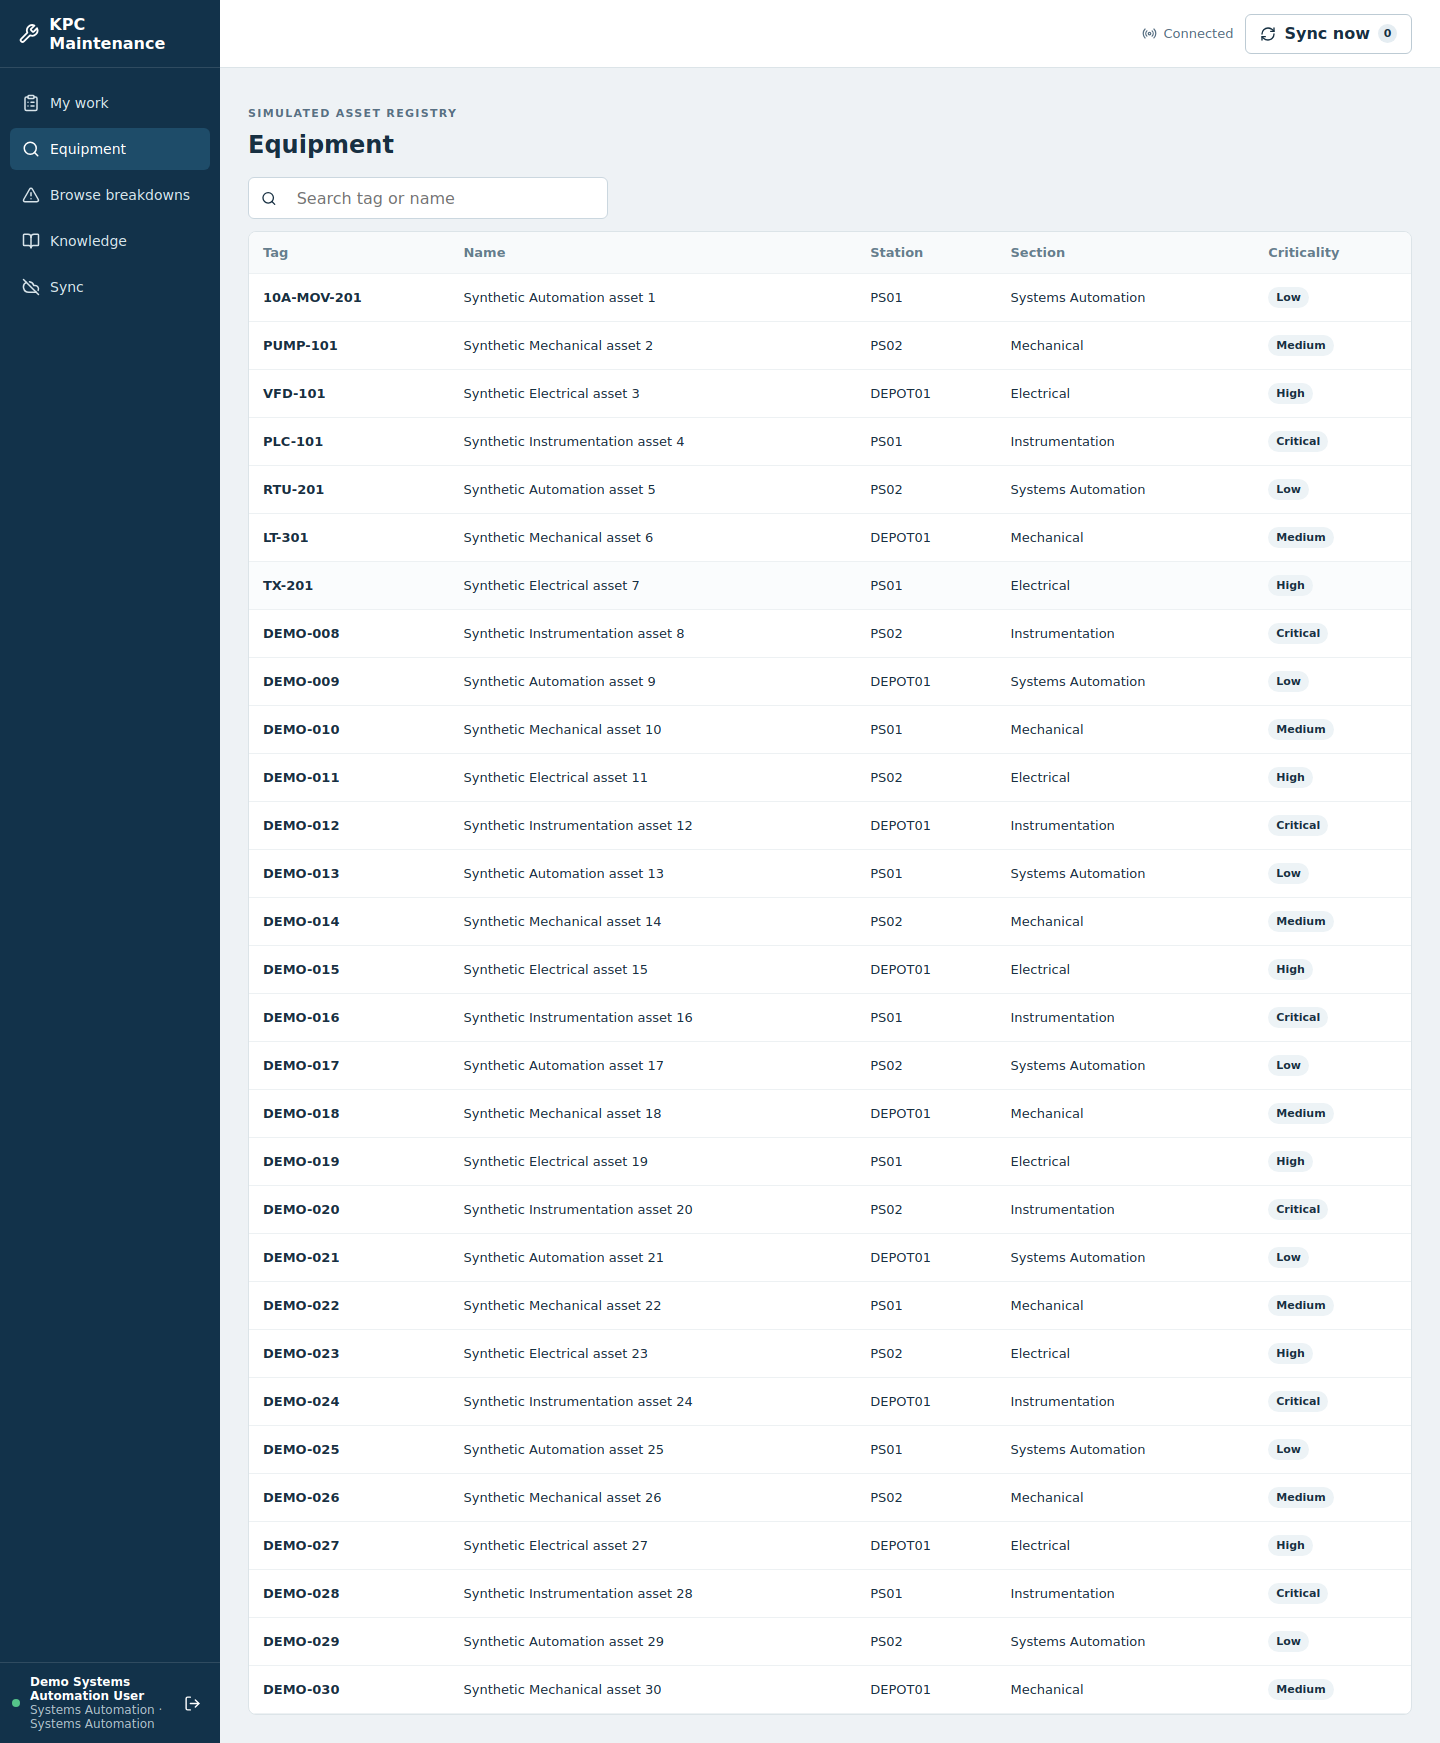 KPC
Maintenance
Connected
Sync now 0
My work
Equipment
Browse breakdowns
Knowledge
Sync
SIMULATED ASSET REGISTRY
Equipment
Search tag or name
Tag Name Station Section Criticality
10A-MOV-201 Synthetic Automation asset 1 PS01 Systems Automation Low
PUMP-101 Synthetic Mechanical asset 2 PS02 Mechanical Medium
VFD-101 Synthetic Electrical asset 3 DEPOT01 Electrical High
PLC-101 Synthetic Instrumentation asset 4 PS01 Instrumentation Critical
RTU-201 Synthetic Automation asset 5 PS02 Systems Automation Low
LT-301 Synthetic Mechanical asset 6 DEPOT01 Mechanical Medium
TX-201 Synthetic Electrical asset 7 PS01 Electrical High
DEMO-008 Synthetic Instrumentation asset 8 PS02 Instrumentation Critical
DEMO-009 Synthetic Automation asset 9 DEPOT01 Systems Automation Low
DEMO-010 Synthetic Mechanical asset 10 PS01 Mechanical Medium
DEMO-011 Synthetic Electrical asset 11 PS02 Electrical High
DEMO-012 Synthetic Instrumentation asset 12 DEPOT01 Instrumentation Critical
DEMO-013 Synthetic Automation asset 13 PS01 Systems Automation Low
DEMO-014 Synthetic Mechanical asset 14 PS02 Mechanical Medium
DEMO-015 Synthetic Electrical asset 15 DEPOT01 Electrical High
DEMO-016 Synthetic Instrumentation asset 16 PS01 Instrumentation Critical
DEMO-017 Synthetic Automation asset 17 PS02 Systems Automation Low
DEMO-018 Synthetic Mechanical asset 18 DEPOT01 Mechanical Medium
DEMO-019 Synthetic Electrical asset 19 PS01 Electrical High
DEMO-020 Synthetic Instrumentation asset 20 PS02 Instrumentation Critical
DEMO-021 Synthetic Automation asset 21 DEPOT01 Systems Automation Low
DEMO-022 Synthetic Mechanical asset 22 PS01 Mechanical Medium
DEMO-023 Synthetic Electrical asset 23 PS02 Electrical High
DEMO-024 Synthetic Instrumentation asset 24 DEPOT01 Instrumentation Critical
DEMO-025 Synthetic Automation asset 25 PS01 Systems Automation Low
DEMO-026 Synthetic Mechanical asset 26 PS02 Mechanical Medium
DEMO-027 Synthetic Electrical asset 27 DEPOT01 Electrical High
DEMO-028 Synthetic Instrumentation asset 28 PS01 Instrumentation Critical
DEMO-029 Synthetic Automation asset 29 PS02 Systems Automation Low
DEMO-030 Synthetic Mechanical asset 30 DEPOT01 Mechanical Medium
Demo Systems
Automation User
Systems Automation ·
Systems Automation